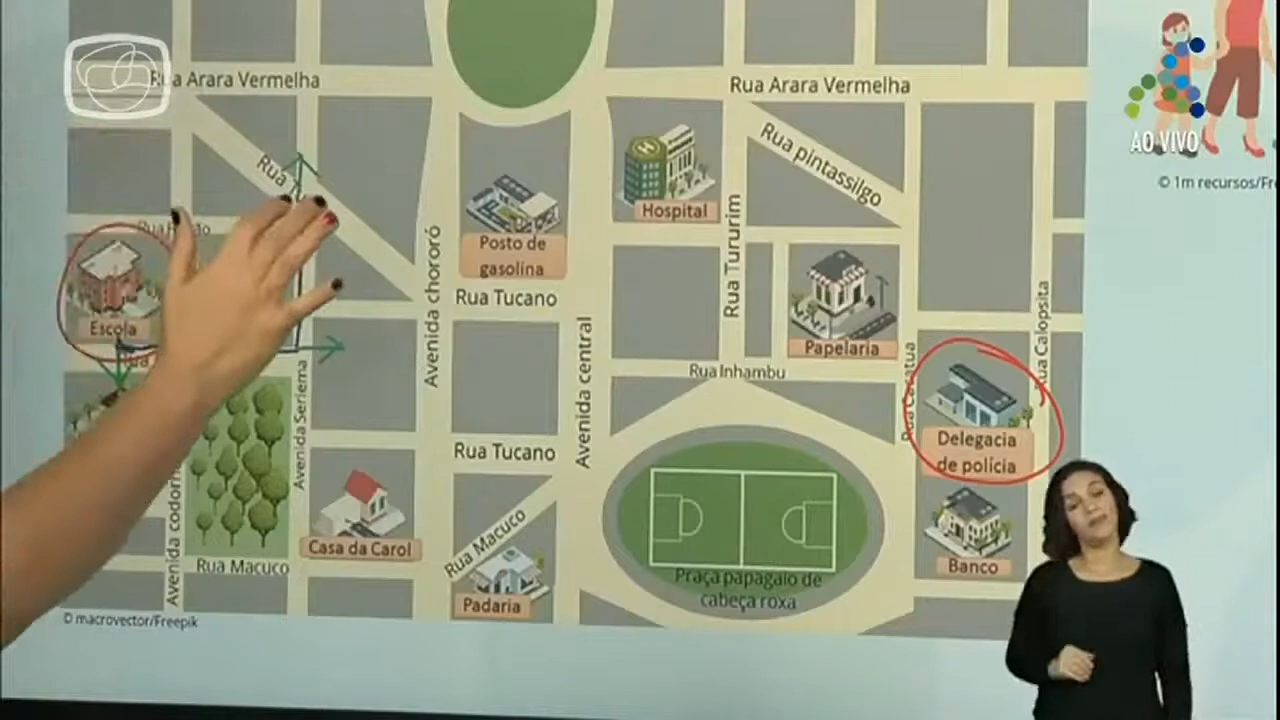 Rua Arara Vermelha
Rua Arara Vermelha
AO VIVO
Rua pintassilgo
© 1m recursos/Fre
Rua
Hospital
Rua Tururim
Posto de
gasolina
Avenida chororó
Rua Tucano
Escola
Papelaria
Rua Calopsita
Avenida central
Rua Inhambu
Avenida Seriema
Delegacia
de polícia
Rua Tucano
Casa da Carol
Rua Macuco
Rua Macuco
Banco
Praça papagaio de
cabeça roxa
Padaria
© macrovector/Freepik